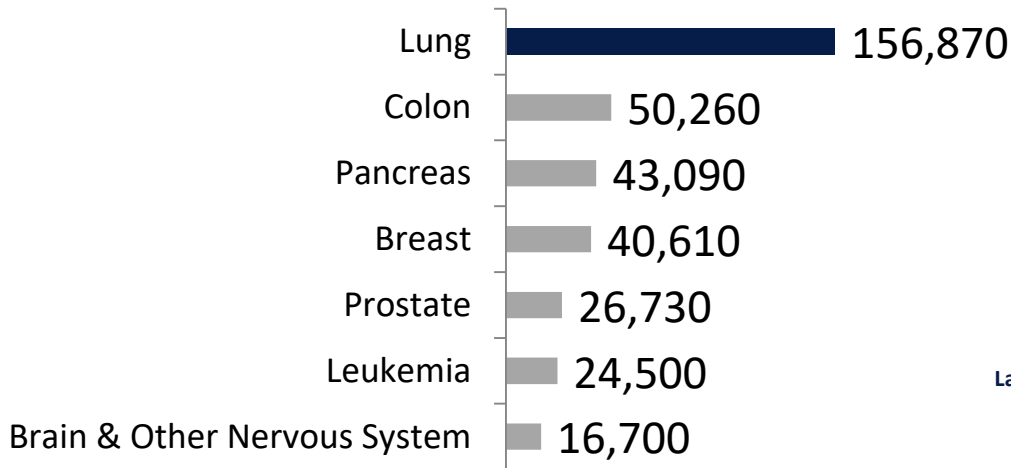 Lung 156,870
Colon 50,260
Pancreas 43,090
Breast 40,610
Prostate 26,730
Leukemia 24,500
La
Brain & Other Nervous System 16,700